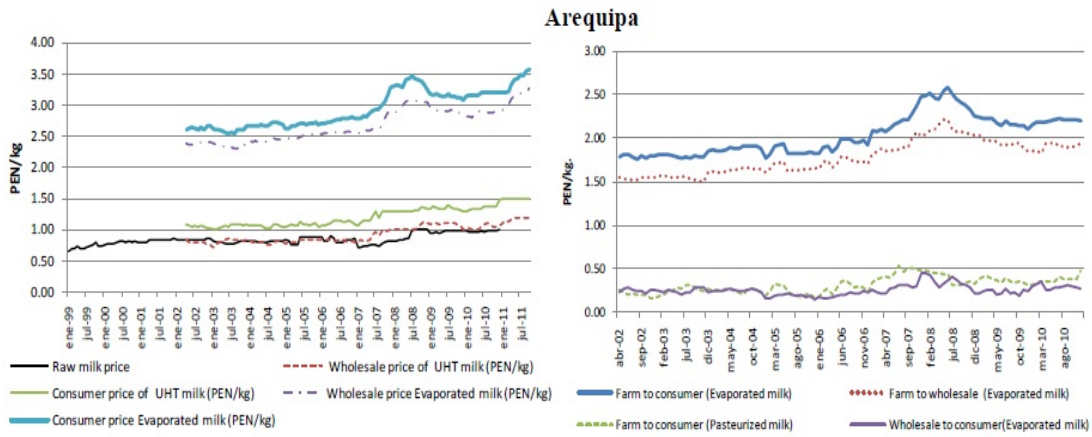 Arequipa
4.00
3.50
3.00
2.50
2.00
1.50
1.00
0.50
0.00
PEN/kg
ene-99
jul-99
ene-00
jul-00
ene-01
jul-01
ene-02
jul-02
ene-03
jul-03
ene-04
jul-04
ene-05
jul-05
ene-06
jul-06
ene-07
jul-07
ene-08
jul-08
ene-09
jul-09
ene-10
jul-10
ene-11
jul-11
Raw milk price
Wholesale price of UHT milk (PEN/kg)
Consumer price of UHT milk (PEN/kg)
Wholesale price Evaporated milk (PEN/kg)
Consumer price Evaporated milk (PEN/kg)
3.00
2.50
2.00
1.50
1.00
0.50
0.00
PEN/kg.
abr-02
sep-02
feb-03
jul-03
dic-03
may-04
oct-04
mar-05
ago-05
ene-06
jun-06
nov-06
abr-07
sep-07
feb-08
jul-08
dic-08
may-09
oct-09
mar-10
ago-10
Farm to consumer (Evaporated milk)
Farm to wholesale (Evaporated milk)
Farm to consumer (Pasteurized milk)
Wholesale to consumer(Evaporated milk)